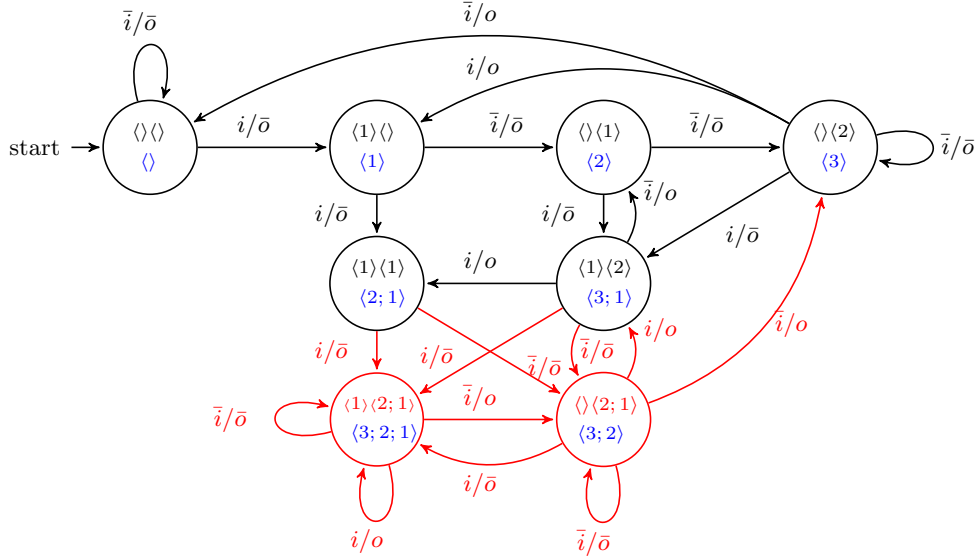 i̅/o
i̅/o̅
i/o
start
⟨⟩⟨⟩
⟨⟩
i/o̅
⟨1⟩⟨⟩
⟨1⟩
i̅/o̅
⟨⟩⟨1⟩
⟨2⟩
i̅/o̅
⟨⟩⟨2⟩
⟨3⟩
i̅/o̅
i/o̅
i/o̅
i̅/o
i/o̅
⟨1⟩⟨1⟩
⟨2; 1⟩
i/o
⟨1⟩⟨2⟩
⟨3; 1⟩
i/o̅
i/o̅
i̅/o̅
i̅/o̅
i/o
i̅/o
i̅/o̅
⟨1⟩⟨2; 1⟩
⟨3; 2; 1⟩
i̅/o
⟨⟩⟨2; 1⟩
⟨3; 2⟩
i/o̅
i/o
i̅/o̅